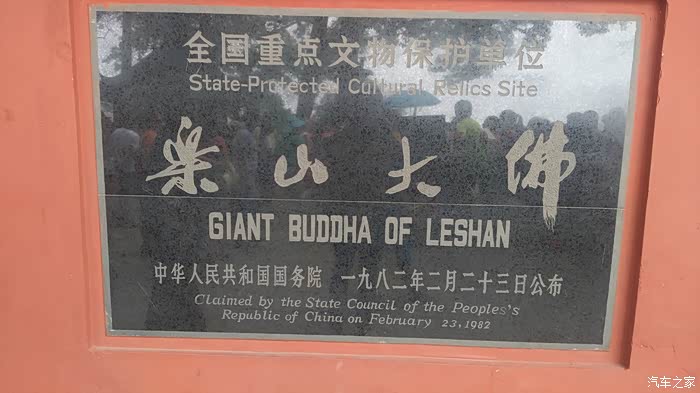 全国重点文物保护单位
State-Protected Cultural Relics Site
乐山大佛
GIANT BUDDHA OF LESHAN
中华人民共和国国务院 一九八二年二月二十三日公布
Claimed by the State Council of the Peoples's
Republic of China on February 23,1982
汽车之家